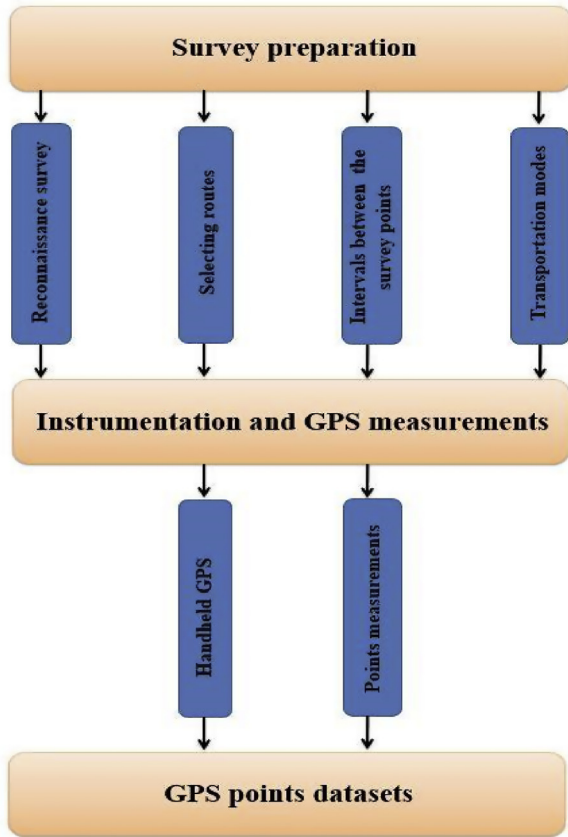 Survey preparation
Reconnaissance survey
Selecting routes
Intervals between the
survey points
Transportation modes
Instrumentation and GPS measurements
Handheld GPS
Points measurements
GPS points datasets